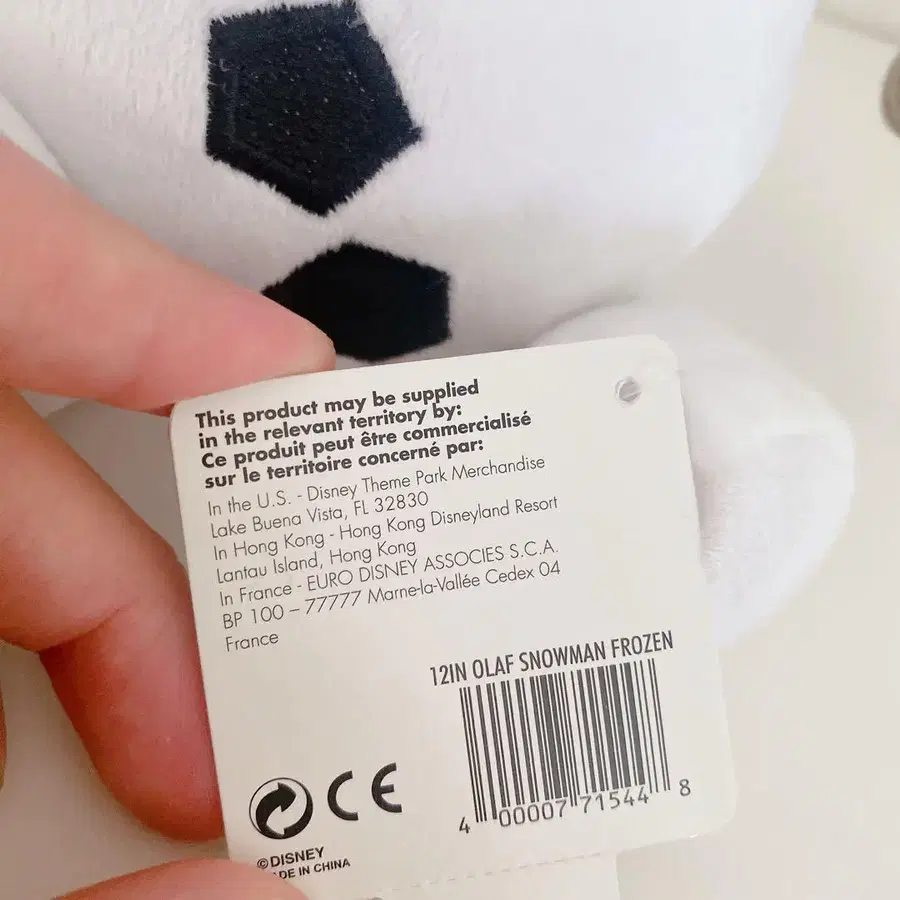 This product may be supplied
in the relevant territory by:
Ce produit peut être commercialisé
sur le territoire concerné par:
In the U.S. - Disney Theme Park Merchandise
Lake Buena Vista, FL 32830
In Hong Kong - Hong Kong Disneyland Resort
Lantau Island, Hong Kong
In France - EURO DISNEY ASSOCIES S.C.A.
BP 100 – 77777 Marne-la-Vallée Cedex 04
France
12IN OLAF SNOWMAN FROZEN
4 00007 71544 8
CE
©DISNEY
DE IN CHINA